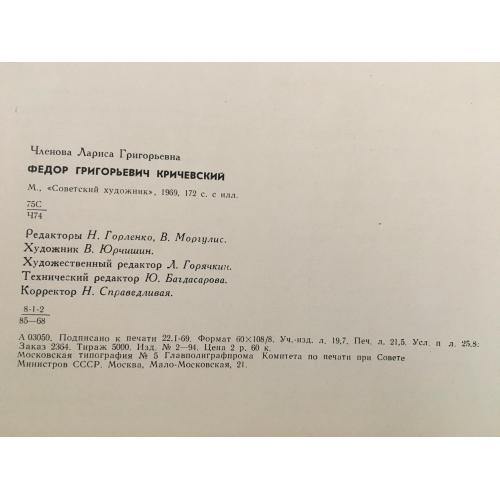 Членова Лариса Григорьевна
ФЕДОР ГРИГОРЬЕВИЧ КРИЧЕВСКИЙ
М., «Советский художник», 1969, 172 с. с илл.
75С
Ч74
Редакторы Н. Горленко, В. Моргулис.
Художник В. Юрчишин.
Художественный редактор Л. Горячкин.
Технический редактор Ю. Багдасарова.
Корректор Н. Справедливая.
8-1-2
85—68
А 03050. Подписано к печати 22.I-69. Формат 60×108/8. Уч.-изд. л. 19,7. Печ. л. 21,5. Усл. п л. 25,8:
Заказ 2364. Тираж 5000. Изд. № 2—94. Цена 2 р. 60 к.
Московская типография № 5 Главполиграфпрома Комитета по печати при Совете
Министров СССР. Москва, Мало-Московская, 21.